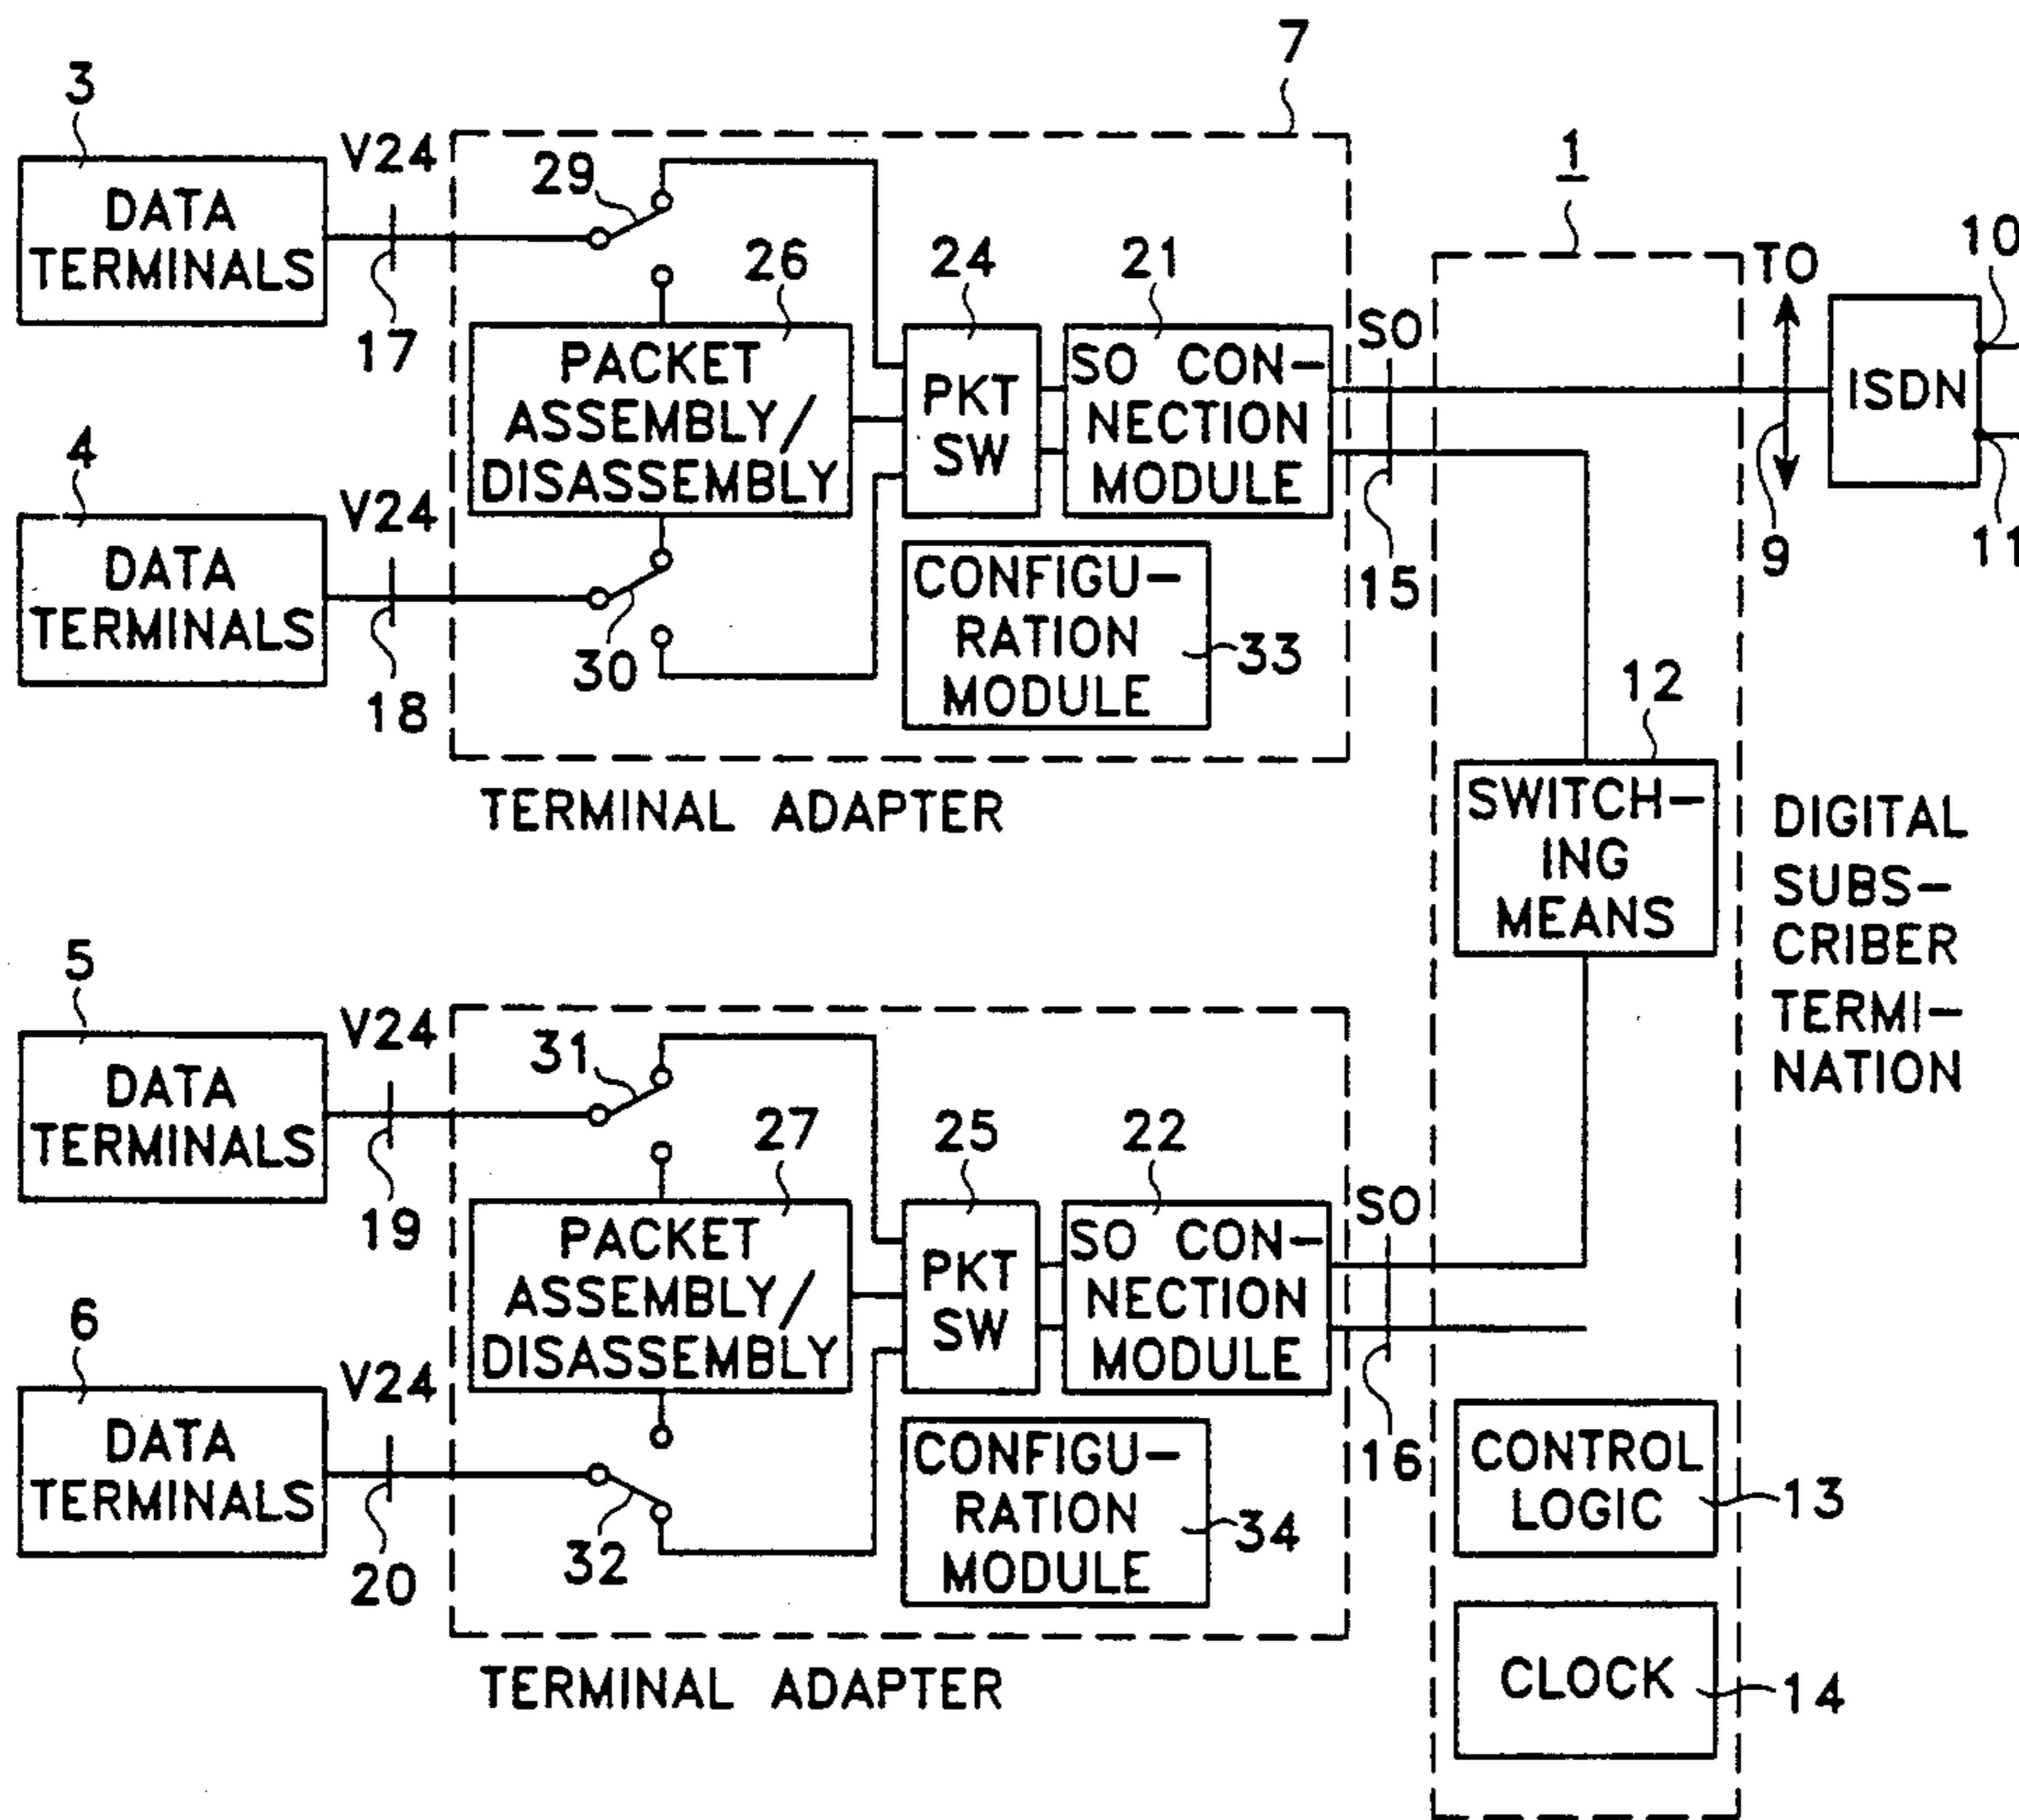 7
3
V24
1
DATA
TERMINALS
29
26
24
21
TO
10
17
PACKET
ASSEMBLY/
DISASSEMBLY
PKT
SW
SO CON-
NECTION
MODULE
SO
ISDN
4
V24
15
9
11
DATA
TERMINALS
18
30
CONFIGU-
RATION
MODULE
33
12
TERMINAL ADAPTER
SWITCH-
ING
MEANS
DIGITAL
SUBS-
CRIBER
TERMI-
NATION
5
V24
DATA
TERMINALS
31
27
25
22
19
PACKET
ASSEMBLY/
DISASSEMBLY
PKT
SW
SO CON-
NECTION
MODULE
SO
6
V24
DATA
TERMINALS
20
32
CONFIGU-
RATION
MODULE
34
16
CONTROL
LOGIC
13
TERMINAL ADAPTER
CLOCK
14